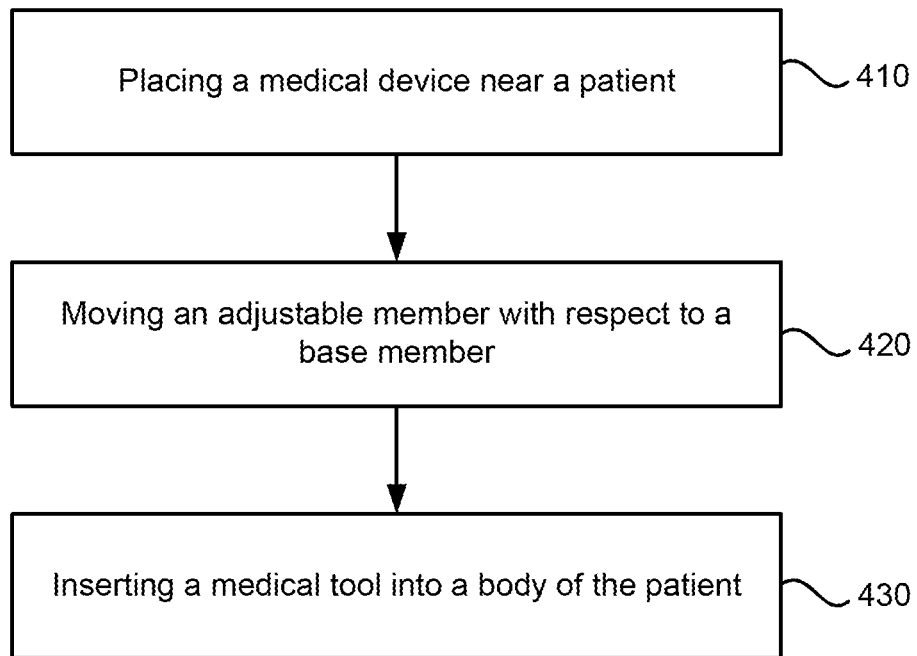 Placing a medical device near a patient
410
Moving an adjustable member with respect to a
base member
420
Inserting a medical tool into a body of the patient
430